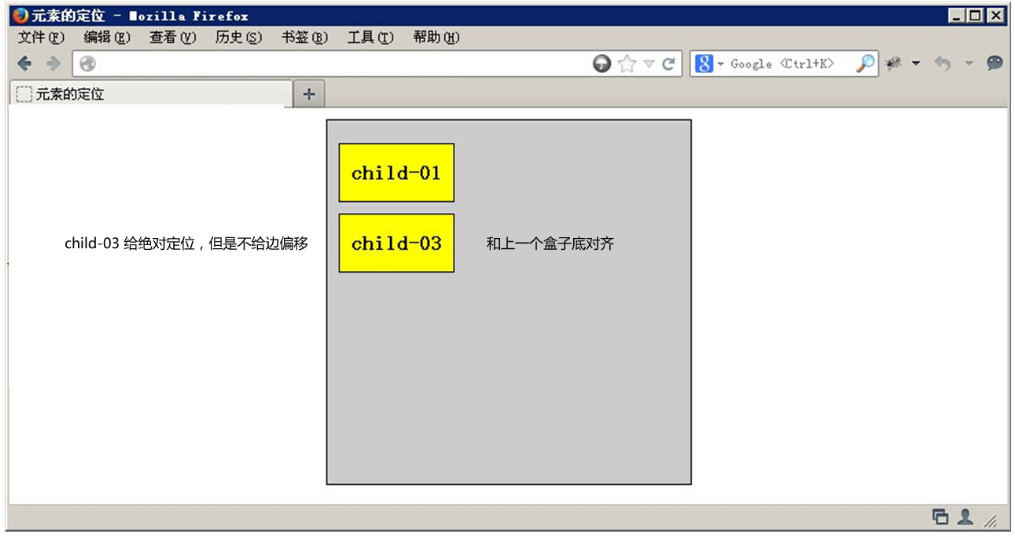 元素的定位 - Mozilla Firefox
文件(F) 编辑(E) 查看(V) 历史(S) 书签(B) 工具(T) 帮助(H)
Google <Ctrl+K>
元素的定位
child-01
child-03 给绝对定位，但是不给边偏移
child-03
和上一个盒子底对齐